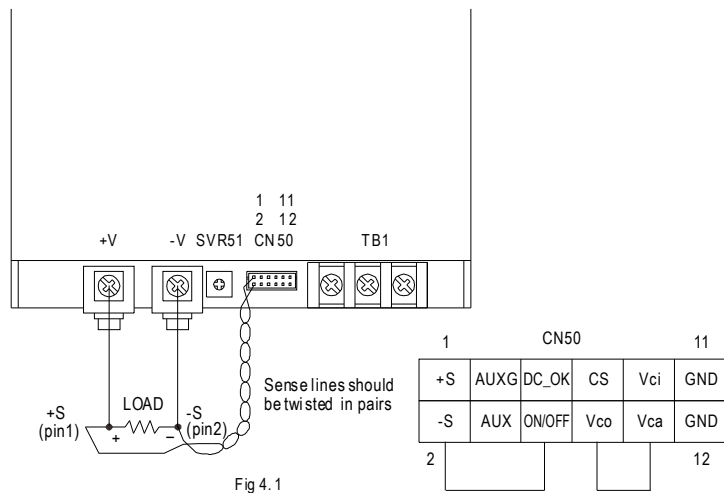 1 11
2 12
+V -V SVR51 CN50 TB1
Sense lines should
be twisted in pairs
+S
(pin1)
LOAD
+ −
-S
(pin2)
CN50
1 11
+S AUXG DC_OK CS Vci GND
-S AUX ON/OFF Vco Vca GND
2 12
Fig 4.1